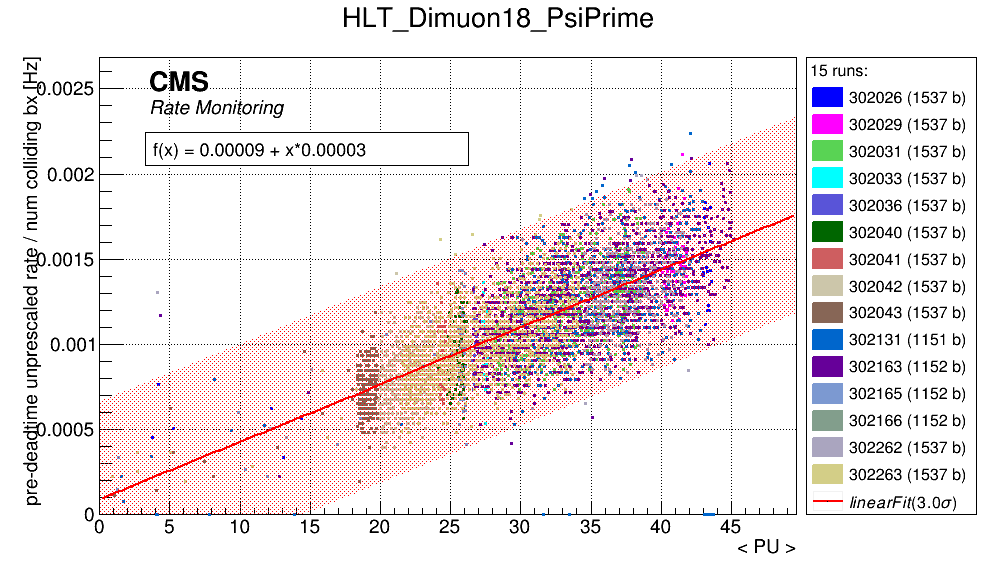 HLT_Dimuon18_PsiPrime
pre-deadtime unprescaled rate / num colliding bx [Hz]
CMS
Rate Monitoring
f(x) = 0.00009 + x*0.00003
0.0025
0.002
0.0015
0.001
0.0005
0
0 5 10 15 20 25 30 35 40 45
< PU >
15 runs:
302026 (1537 b)
302029 (1537 b)
302031 (1537 b)
302033 (1537 b)
302036 (1537 b)
302040 (1537 b)
302041 (1537 b)
302042 (1537 b)
302043 (1537 b)
302131 (1151 b)
302163 (1152 b)
302165 (1152 b)
302166 (1152 b)
302262 (1537 b)
302263 (1537 b)
linearFit(3.0σ)